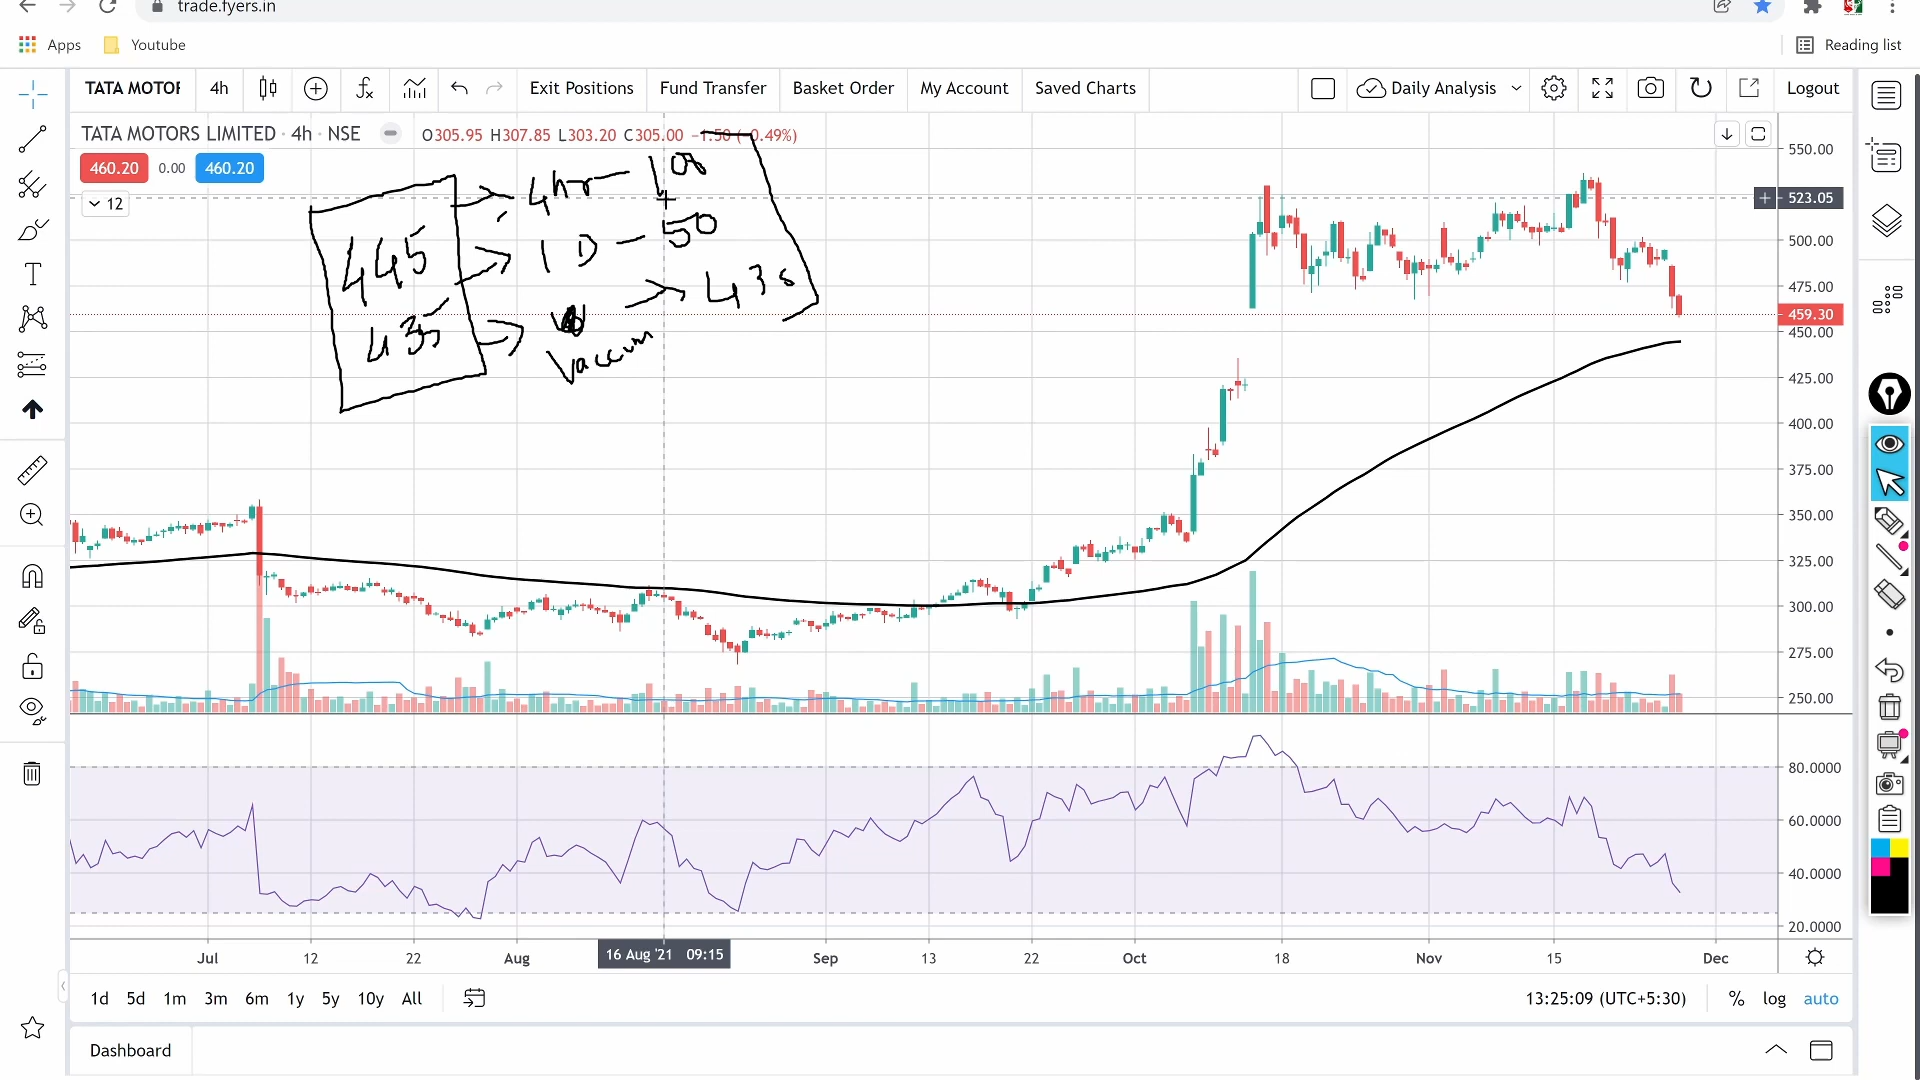 trade.fyers.in
Apps Youtube Reading list
TATA MOTOR 4h Exit Positions Fund Transfer Basket Order My Account Saved Charts Daily Analysis Logout
TATA MOTORS LIMITED · 4h · NSE O305.95 H307.85 L303.20 C305.00 −1.50 (−0.49%)
460.20 0.00 460.20
12
4hr - 100
445 1 D - 50
435
Vaccum
550.00
523.05
500.00
475.00
459.30
450.00
425.00
400.00
375.00
350.00
325.00
300.00
275.00
250.00
80.0000
60.0000
40.0000
20.0000
Jul 12 22 Aug 16 Aug '21 09:15 Sep 13 22 Oct 18 Nov 15 Dec
1d 5d 1m 3m 6m 1y 5y 10y All 13:25:09 (UTC+5:30) % log auto
Dashboard